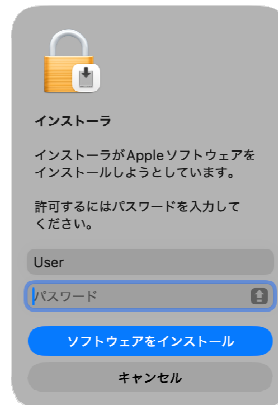 インストーラ
インストーラがAppleソフトウェアを
インストールしようとしています。
許可するにはパスワードを入力して
ください。
User
パスワード
ソフトウェアをインストール
キャンセル